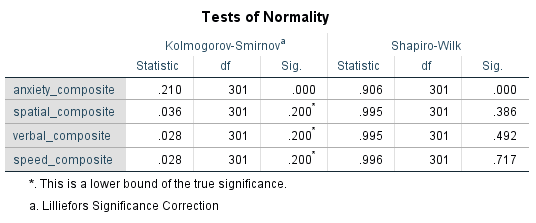 Tests of Normality
Kolmogorov-Smirnovᵃ Shapiro-Wilk
Statistic df Sig. Statistic df Sig.
anxiety_composite .210 301 .000 .906 301 .000
spatial_composite .036 301 .200* .995 301 .386
verbal_composite .028 301 .200* .995 301 .492
speed_composite .028 301 .200* .996 301 .717
*. This is a lower bound of the true significance.
a. Lilliefors Significance Correction